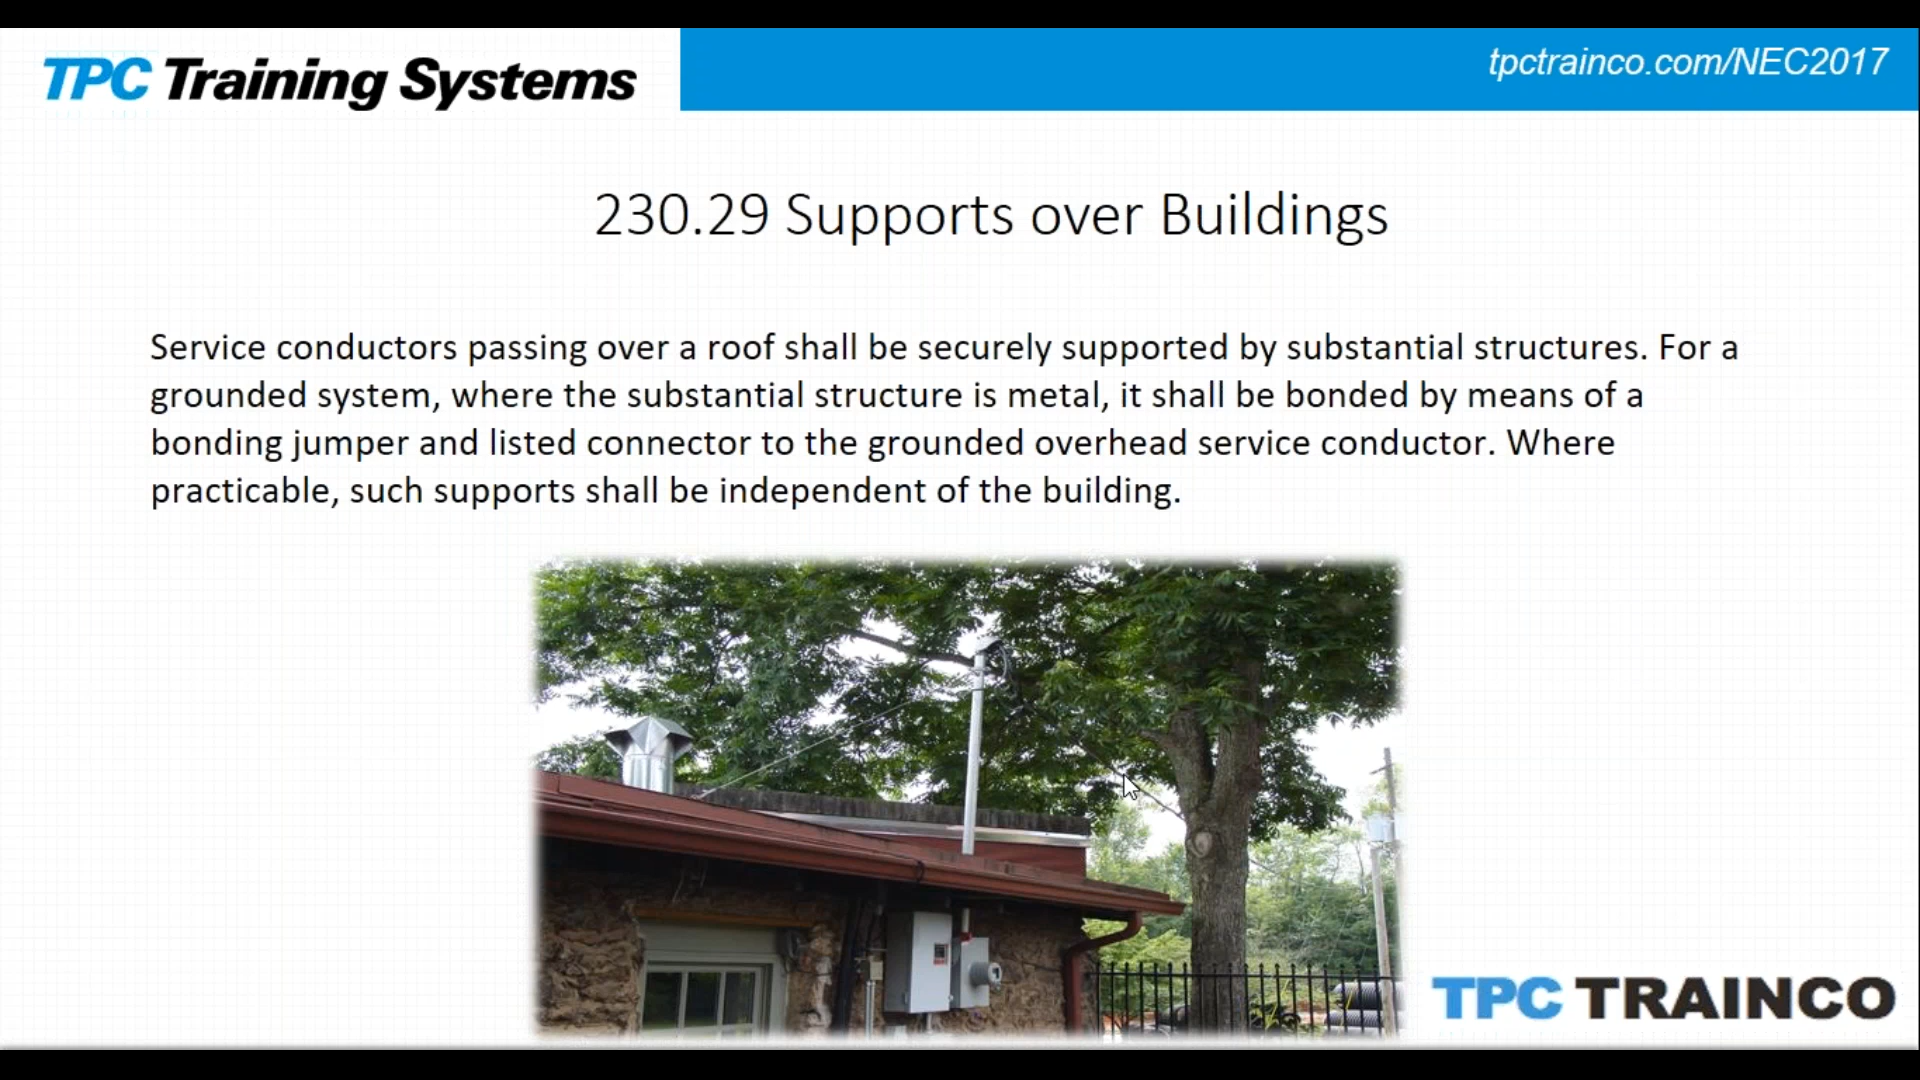 TPC Training Systems
tpctrainco.com/NEC2017
230.29 Supports over Buildings
Service conductors passing over a roof shall be securely supported by substantial structures. For a
grounded system, where the substantial structure is metal, it shall be bonded by means of a
bonding jumper and listed connector to the grounded overhead service conductor. Where
practicable, such supports shall be independent of the building.
TPC TRAINCO